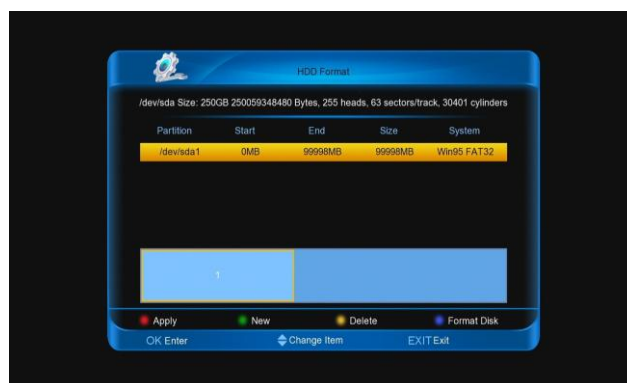 HDD Format
/dev/sda Size: 250GB 250059348480 Bytes, 255 heads, 63 sectors/track, 30401 cylinders
Partition Start End Size System
/dev/sda1 0MB 99998MB 99998MB Win95 FAT32
1
Apply New Delete Format Disk
OK Enter Change Item EXIT Exit